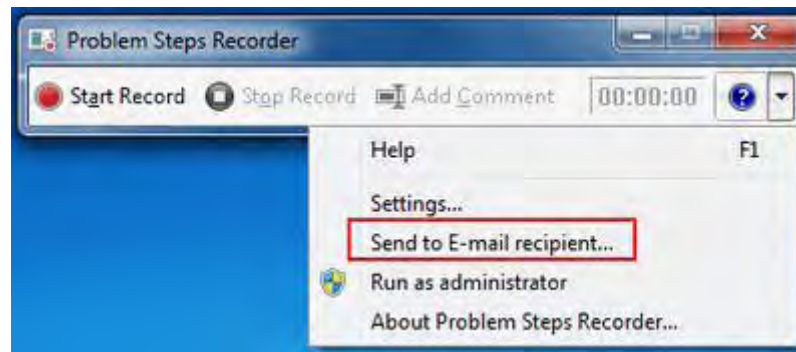 Problem Steps Recorder
Start Record Stop Record Add Comment 00:00:00
Help F1
Settings...
Send to E-mail recipient...
Run as administrator
About Problem Steps Recorder...